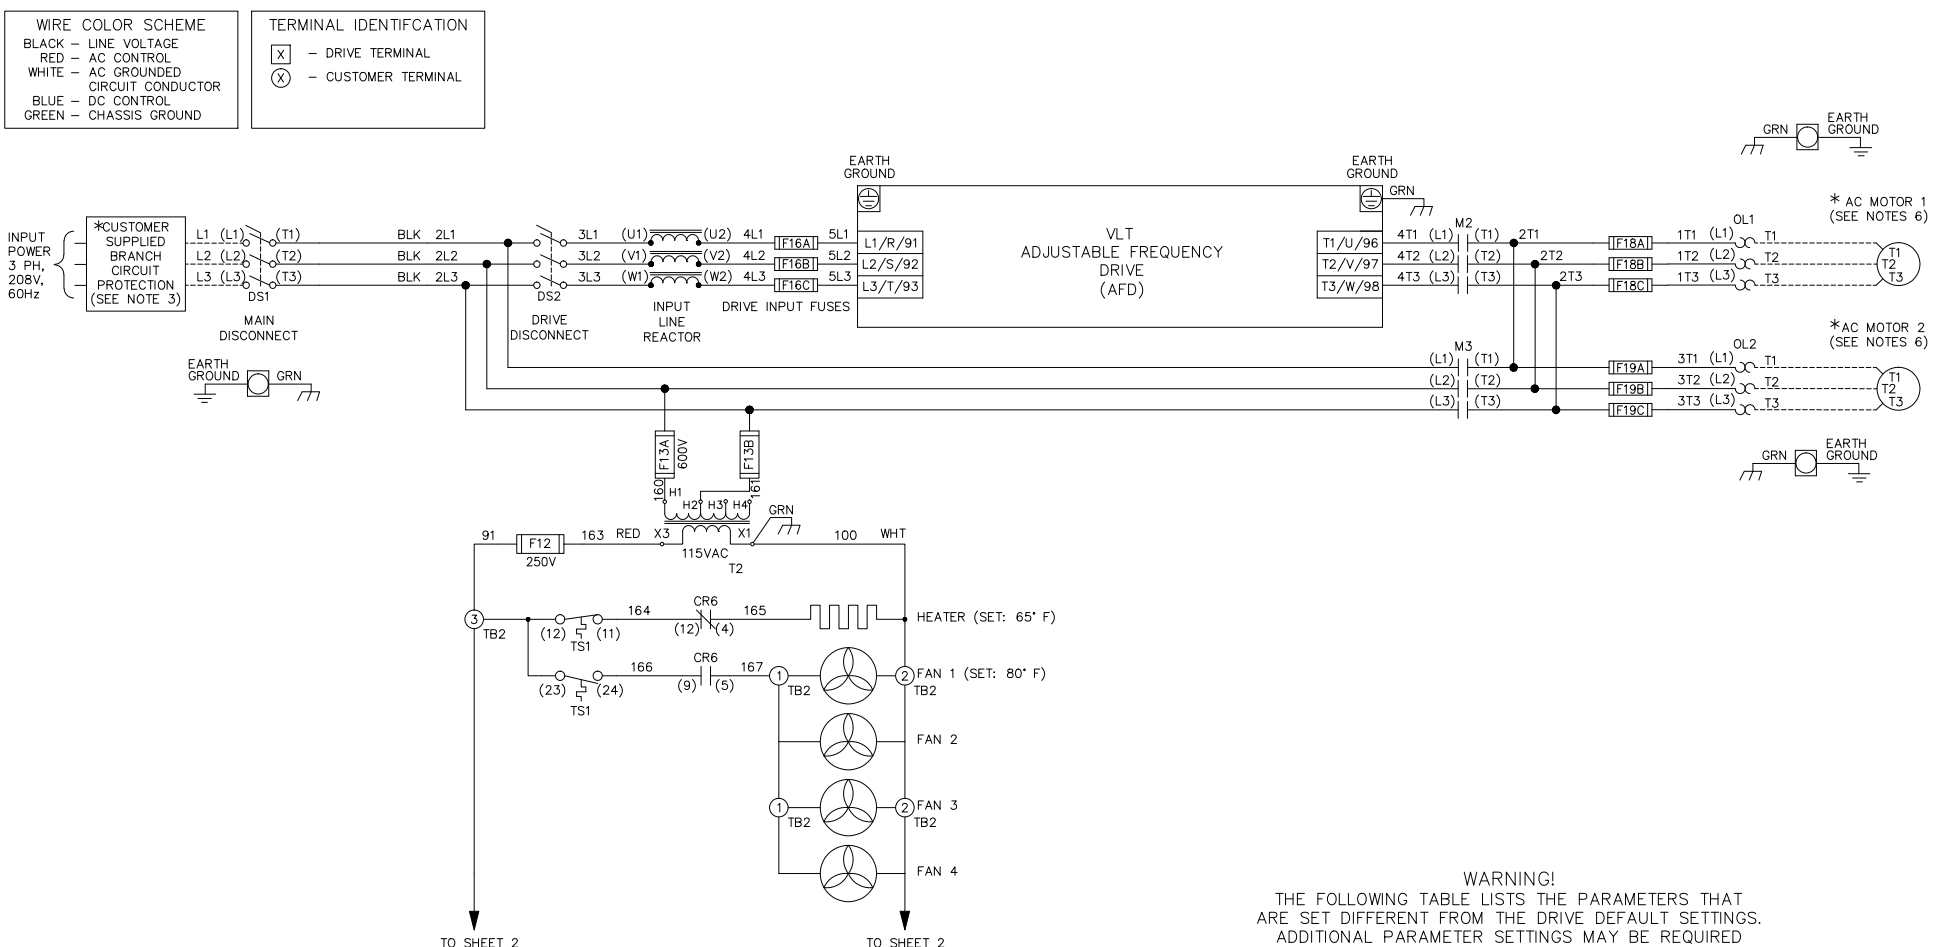 WIRE COLOR SCHEME
BLACK – LINE VOLTAGE
RED – AC CONTROL
WHITE – AC GROUNDED
CIRCUIT CONDUCTOR
BLUE – DC CONTROL
GREEN – CHASSIS GROUND
TERMINAL IDENTIFCATION
X – DRIVE TERMINAL
X – CUSTOMER TERMINAL
GRN
EARTH
GROUND
INPUT
POWER
3 PH,
208V,
60Hz
*CUSTOMER
SUPPLIED
BRANCH
CIRCUIT
PROTECTION
(SEE NOTE 3)
L1 (L1) (T1) BLK 2L1 3L1 (U1) (U2) 4L1 F16A 5L1 L1/R/91
L2 (L2) (T2) BLK 2L2 3L2 (V1) (V2) 4L2 F16B 5L2 L2/S/92
L3 (L3) (T3) BLK 2L3 3L3 (W1) (W2) 4L3 F16C 5L3 L3/T/93
DS1
MAIN
DISCONNECT
DS2
DRIVE
DISCONNECT
INPUT
LINE
REACTOR
DRIVE INPUT FUSES
EARTH
GROUND
VLT
ADJUSTABLE FREQUENCY
DRIVE
(AFD)
EARTH
GROUND
GRN
M2
OL1
* AC MOTOR 1
(SEE NOTES 6)
T1/U/96 4T1 (L1) (T1) 2T1 F18A 1T1 (L1) T1
T2/V/97 4T2 (L2) (T2) 2T2 F18B 1T2 (L2) T2
T3/W/98 4T3 (L3) (T3) 2T3 F18C 1T3 (L3) T3
T1
T2
T3
M3
OL2
*AC MOTOR 2
(SEE NOTES 6)
(L1) (T1) F19A 3T1 (L1) T1
(L2) (T2) F19B 3T2 (L2) T2
(L3) (T3) F19C 3T3 (L3) T3
T1
T2
T3
GRN
EARTH
GROUND
EARTH
GROUND
GRN
F13A
600V
F13B
160
H1
H2
H3
H4
161
GRN
91 F12 163 RED X3 X1 100 WHT
250V
115VAC
T2
3
TB2
(12) (11)
TS1
164
CR6
(12) (4)
165
HEATER (SET: 65° F)
(23) (24)
TS1
166
CR6
(9) (5)
167
1
TB2
2
TB2
FAN 1 (SET: 80° F)
FAN 2
1
TB2
2
TB2
FAN 3
FAN 4
TO SHEET 2
TO SHEET 2
WARNING!
THE FOLLOWING TABLE LISTS THE PARAMETERS THAT
ARE SET DIFFERENT FROM THE DRIVE DEFAULT SETTINGS.
ADDITIONAL PARAMETER SETTINGS MAY BE REQUIRED